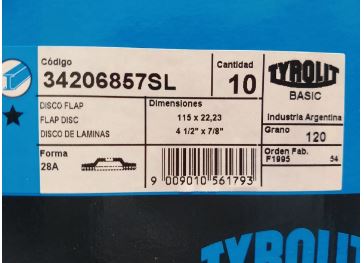 Código
34206857SL
Cantidad
10
TYROLIT
BASIC
DISCO FLAP
FLAP DISC
DISCO DE LAMINAS
Dimensiones
115 x 22,23
4 1/2" x 7/8"
Industria Argentina
Grano
120
Forma
28A
9 009010 561793
Orden Fab.
F1995 54
TYROLIT